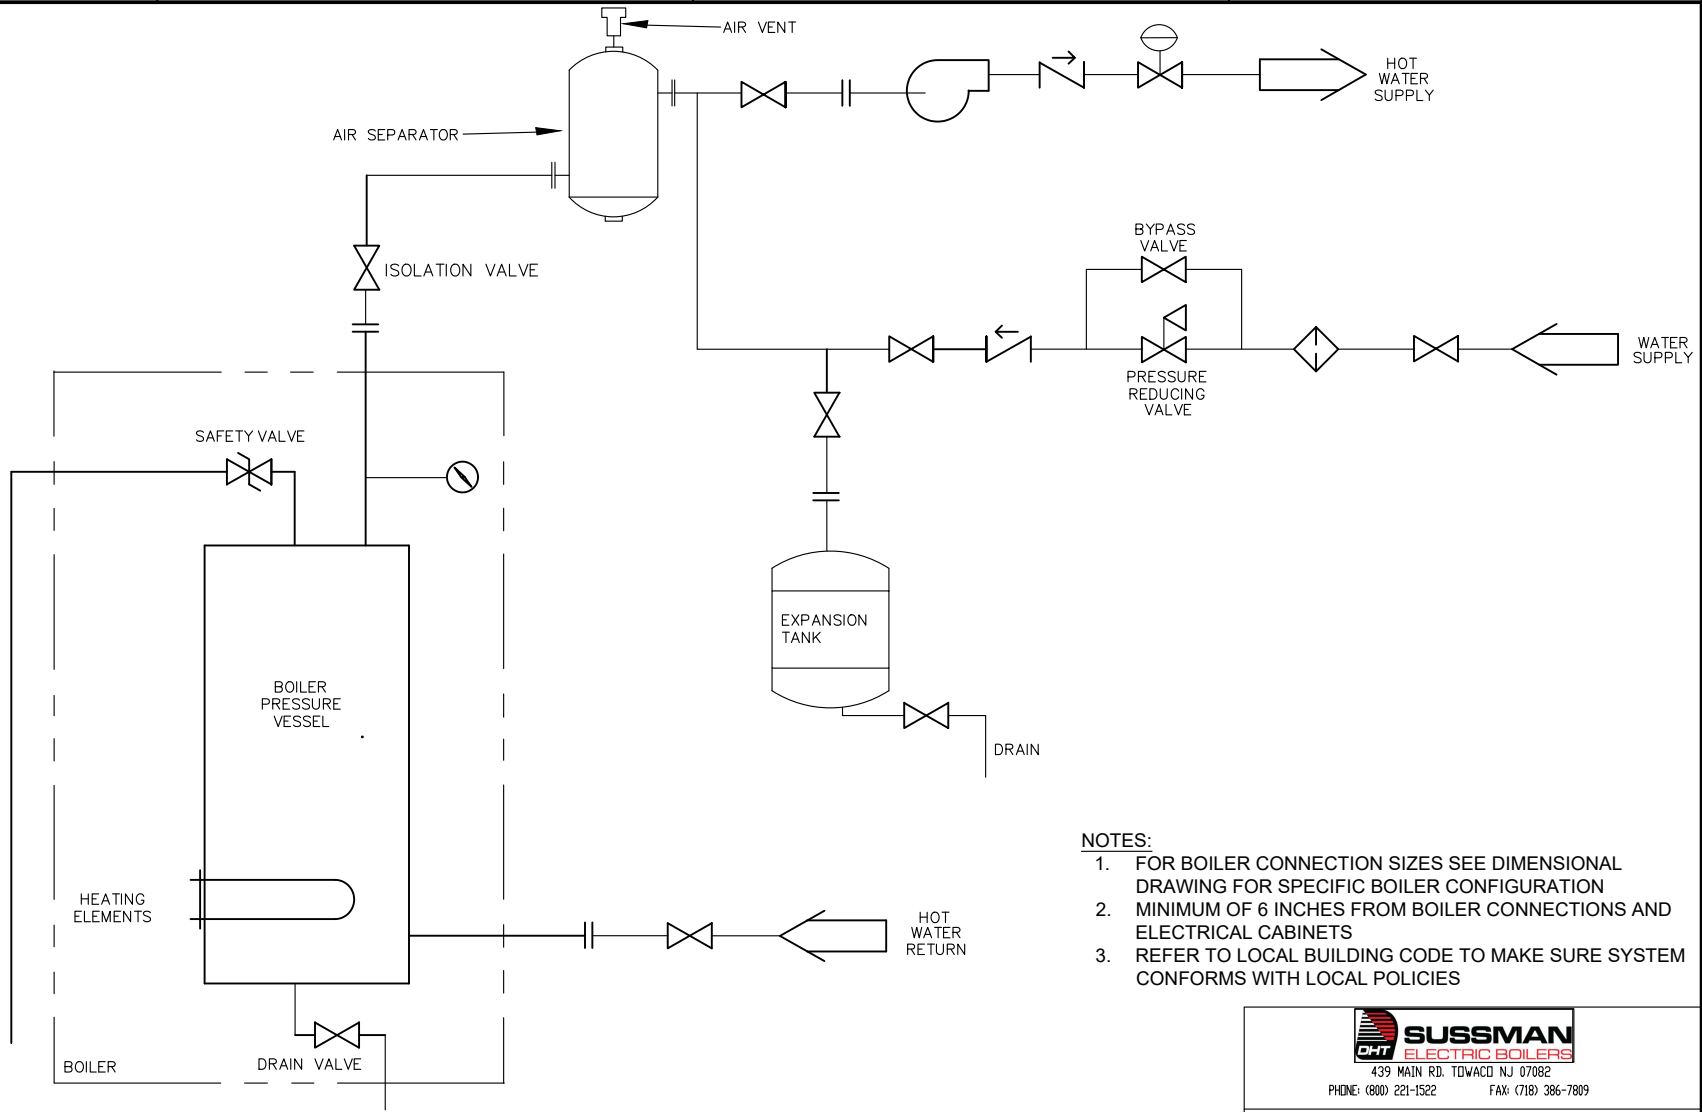 AIR VENT
HOT
WATER
SUPPLY
AIR SEPARATOR
ISOLATION VALVE
BYPASS
VALVE
WATER
SUPPLY
PRESSURE
REDUCING
VALVE
SAFETY VALVE
EXPANSION
TANK
BOILER
PRESSURE
VESSEL
DRAIN
HEATING
ELEMENTS
HOT
WATER
RETURN
DRAIN VALVE
BOILER
NOTES:
1. FOR BOILER CONNECTION SIZES SEE DIMENSIONAL
DRAWING FOR SPECIFIC BOILER CONFIGURATION
2. MINIMUM OF 6 INCHES FROM BOILER CONNECTIONS AND
ELECTRICAL CABINETS
3. REFER TO LOCAL BUILDING CODE TO MAKE SURE SYSTEM
CONFORMS WITH LOCAL POLICIES
DHT SUSSMAN
ELECTRIC BOILERS
439 MAIN RD. TOWACO NJ 07082
PHONE: (800) 221-1522 FAX: (718) 386-7809